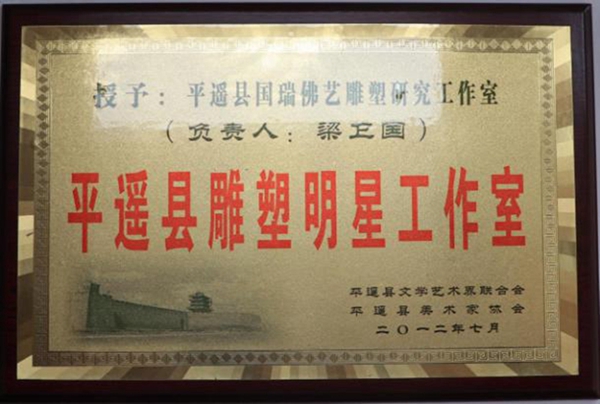 授予：平遥县国瑞佛艺雕塑研究工作室
（负责人：梁卫国）
平遥县雕塑明星工作室
平遥县文学艺术界联合会
平遥县美术家协会
二〇一二年七月